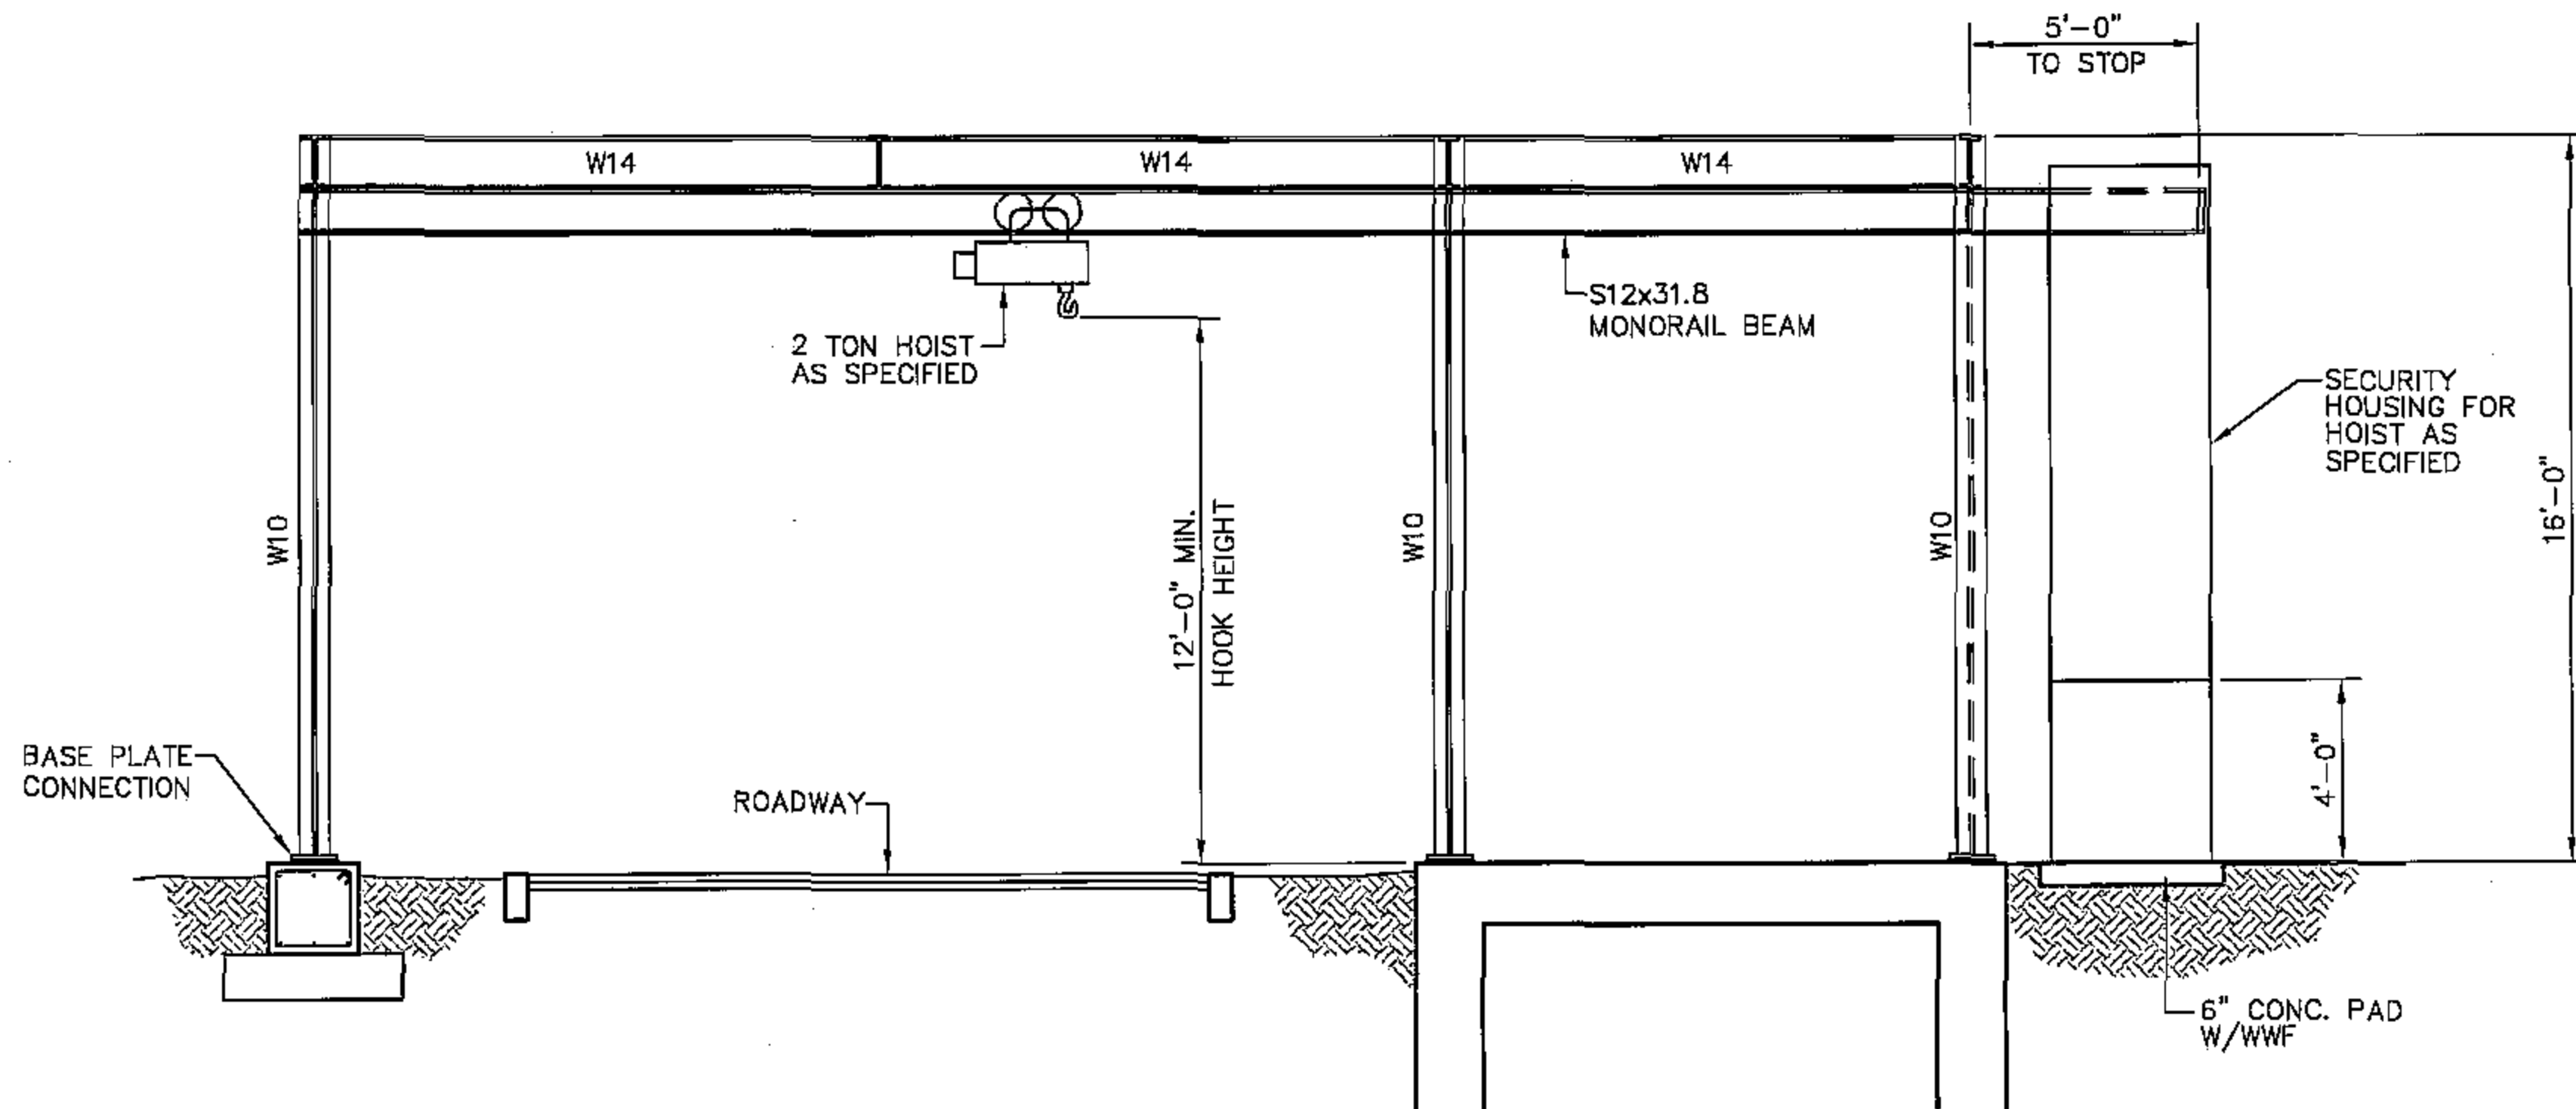 5'-0"
TO STOP
W14
W14
W14
S12x31.8
MONORAIL BEAM
2 TON HOIST
AS SPECIFIED
SECURITY
HOUSING FOR
HOIST AS
SPECIFIED
16'-0"
W10
12'-0" MIN.
HOOK HEIGHT
W10
W10
BASE PLATE
CONNECTION
ROADWAY
4'-0"
6" CONC. PAD
W/WWF